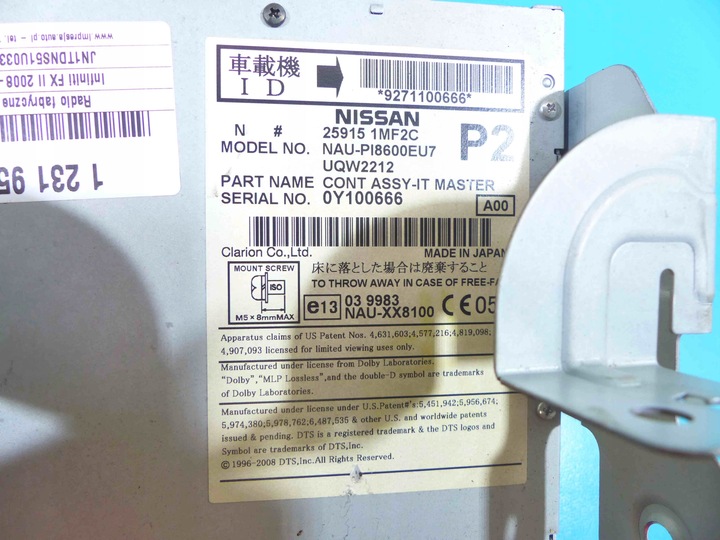 車載機
ID
*9271100666*
NISSAN
N # 25915 1MF2C
P2
MODEL NO. NAU-PI8600EU7
UQW2212
PART NAME CONT ASSY-IT MASTER
SERIAL NO. 0Y100666
A00
Clarion Co.,Ltd.
MADE IN JAPAN
MOUNT SCREW
ISO
M5×8mmMAX
床に落とした場合は廃棄すること
TO THROW AWAY IN CASE OF FREE-FA
e13 03 9983
NAU-XX8100
CE05
Apparatus claims of US Patent Nos. 4,631,603;4,577,216;4,819,098;
4,907,093 licensed for limited viewing uses only.
Manufactured under license from Dolby Laboratories.
"Dolby","MLP Lossless",and the double-D symbol are trademarks
of Dolby Laboratories.
Manufactured under license under U.S.Patent#'s:5,451,942;5,956,674;
5,974,380;5,978,762;6,487,535 & other U.S. and worldwide patents
issued & pending. DTS is a registered trademark & the DTS logos and
Symbol are trademarks of DTS,Inc.
©1996-2008 DTS,Inc.All Rights Reserved.
1 231 95
Radio fabryczne
Infiniti FX II 2008-
JN1TDNS51U033
www.impresja.auto.pl - tel.